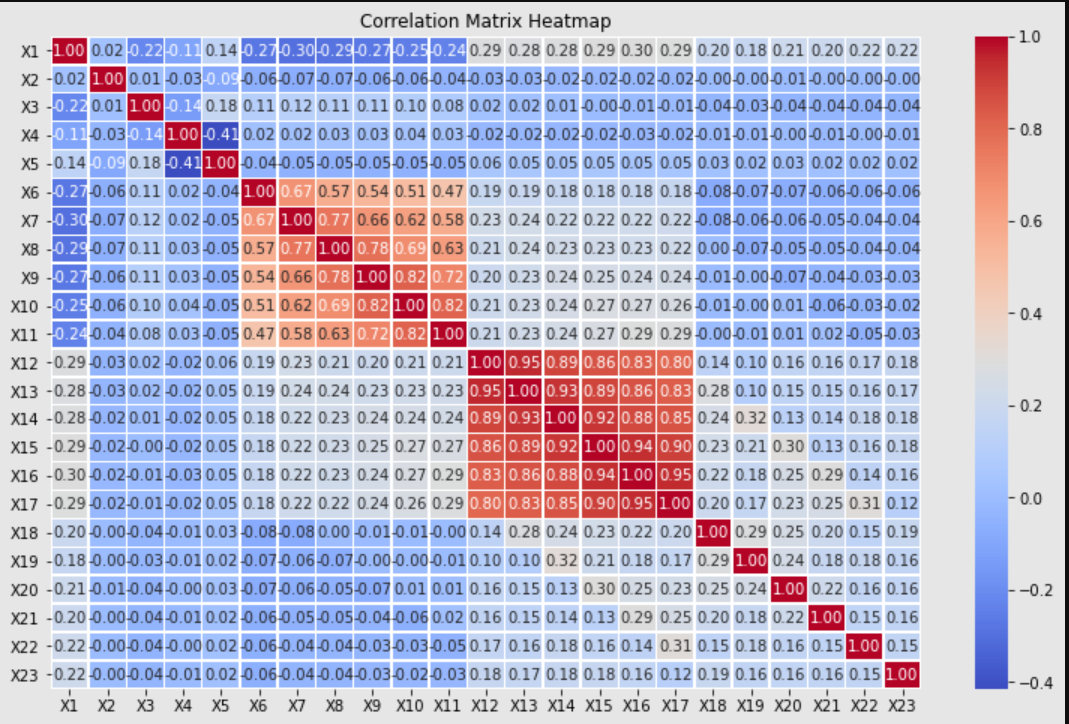 Correlation Matrix Heatmap
X1 1.00 0.02 -0.22 -0.11 0.14 -0.27 -0.30 -0.29 -0.27 -0.25 -0.24 0.29 0.28 0.28 0.29 0.30 0.29 0.20 0.18 0.21 0.20 0.22 0.22
X2 0.02 1.00 0.01 -0.03 -0.09 -0.06 -0.07 -0.07 -0.06 -0.06 -0.04 -0.03 -0.03 -0.02 -0.02 -0.02 -0.02 -0.00 -0.00 -0.01 -0.00 -0.00 -0.00
X3 -0.22 0.01 1.00 -0.14 0.18 0.11 0.12 0.11 0.11 0.10 0.08 0.02 0.02 0.01 -0.00 -0.01 -0.01 -0.04 -0.03 -0.04 -0.04 -0.04 -0.04
X4 -0.11 -0.03 -0.14 1.00 -0.41 0.02 0.02 0.03 0.03 0.04 0.03 -0.02 -0.02 -0.02 -0.02 -0.03 -0.02 -0.01 -0.01 -0.00 -0.01 -0.00 -0.01
X5 0.14 -0.09 0.18 -0.41 1.00 -0.04 -0.05 -0.05 -0.05 -0.05 -0.05 0.06 0.05 0.05 0.05 0.05 0.05 0.03 0.02 0.03 0.02 0.02 0.02
X6 -0.27 -0.06 0.11 0.02 -0.04 1.00 0.67 0.57 0.54 0.51 0.47 0.19 0.19 0.18 0.18 0.18 0.18 -0.08 -0.07 -0.07 -0.06 -0.06 -0.06
X7 -0.30 -0.07 0.12 0.02 -0.05 0.67 1.00 0.77 0.66 0.62 0.58 0.23 0.24 0.22 0.22 0.22 0.22 -0.08 -0.06 -0.06 -0.05 -0.04 -0.04
X8 -0.29 -0.07 0.11 0.03 -0.05 0.57 0.77 1.00 0.78 0.69 0.63 0.21 0.24 0.23 0.23 0.23 0.22 0.00 -0.07 -0.05 -0.05 -0.04 -0.04
X9 -0.27 -0.06 0.11 0.03 -0.05 0.54 0.66 0.78 1.00 0.82 0.72 0.20 0.23 0.24 0.25 0.24 0.24 -0.01 -0.00 -0.07 -0.04 -0.03 -0.03
X10 -0.25 -0.06 0.10 0.04 -0.05 0.51 0.62 0.69 0.82 1.00 0.82 0.21 0.23 0.24 0.27 0.27 0.26 -0.01 -0.00 0.01 -0.06 -0.03 -0.02
X11 -0.24 -0.04 0.08 0.03 -0.05 0.47 0.58 0.63 0.72 0.82 1.00 0.21 0.23 0.24 0.27 0.29 0.29 -0.00 -0.01 0.01 0.02 -0.05 -0.03
X12 0.29 -0.03 0.02 -0.02 0.06 0.19 0.23 0.21 0.20 0.21 0.21 1.00 0.95 0.89 0.86 0.83 0.80 0.14 0.10 0.16 0.16 0.17 0.18
X13 0.28 -0.03 0.02 -0.02 0.05 0.19 0.24 0.24 0.23 0.23 0.23 0.95 1.00 0.93 0.89 0.86 0.83 0.28 0.10 0.15 0.15 0.16 0.17
X14 0.28 -0.02 0.01 -0.02 0.05 0.18 0.22 0.23 0.24 0.24 0.24 0.89 0.93 1.00 0.92 0.88 0.85 0.24 0.32 0.13 0.14 0.18 0.18
X15 0.29 -0.02 -0.00 -0.02 0.05 0.18 0.22 0.23 0.25 0.27 0.27 0.86 0.89 0.92 1.00 0.94 0.90 0.23 0.21 0.30 0.13 0.16 0.18
X16 0.30 -0.02 -0.01 -0.03 0.05 0.18 0.22 0.23 0.24 0.27 0.29 0.83 0.86 0.88 0.94 1.00 0.95 0.22 0.18 0.25 0.29 0.14 0.16
X17 0.29 -0.02 -0.01 -0.02 0.05 0.18 0.22 0.22 0.24 0.26 0.29 0.80 0.83 0.85 0.90 0.95 1.00 0.20 0.17 0.23 0.25 0.31 0.12
X18 0.20 -0.00 -0.04 -0.01 0.03 -0.08 -0.08 0.00 -0.01 -0.01 -0.00 0.14 0.28 0.24 0.23 0.22 0.20 1.00 0.29 0.25 0.20 0.15 0.19
X19 0.18 -0.00 -0.03 -0.01 0.02 -0.07 -0.06 -0.07 -0.00 -0.00 -0.01 0.10 0.10 0.32 0.21 0.18 0.17 0.29 1.00 0.24 0.18 0.18 0.16
X20 0.21 -0.01 -0.04 -0.00 0.03 -0.07 -0.06 -0.05 -0.07 0.01 0.01 0.16 0.15 0.13 0.30 0.25 0.23 0.25 0.24 1.00 0.22 0.16 0.16
X21 0.20 -0.00 -0.04 -0.01 0.02 -0.06 -0.05 -0.05 -0.04 -0.06 0.02 0.16 0.15 0.14 0.13 0.29 0.25 0.20 0.18 0.22 1.00 0.15 0.16
X22 0.22 -0.00 -0.04 -0.00 0.02 -0.06 -0.04 -0.04 -0.03 -0.03 -0.05 0.17 0.16 0.18 0.16 0.14 0.31 0.15 0.18 0.16 0.15 1.00 0.15
X23 0.22 -0.00 -0.04 -0.01 0.02 -0.06 -0.04 -0.04 -0.03 -0.02 -0.03 0.18 0.17 0.18 0.18 0.16 0.12 0.19 0.16 0.16 0.16 0.15 1.00
X1 X2 X3 X4 X5 X6 X7 X8 X9 X10 X11 X12 X13 X14 X15 X16 X17 X18 X19 X20 X21 X22 X23
1.0
0.8
0.6
0.4
0.2
0.0
−0.2
−0.4